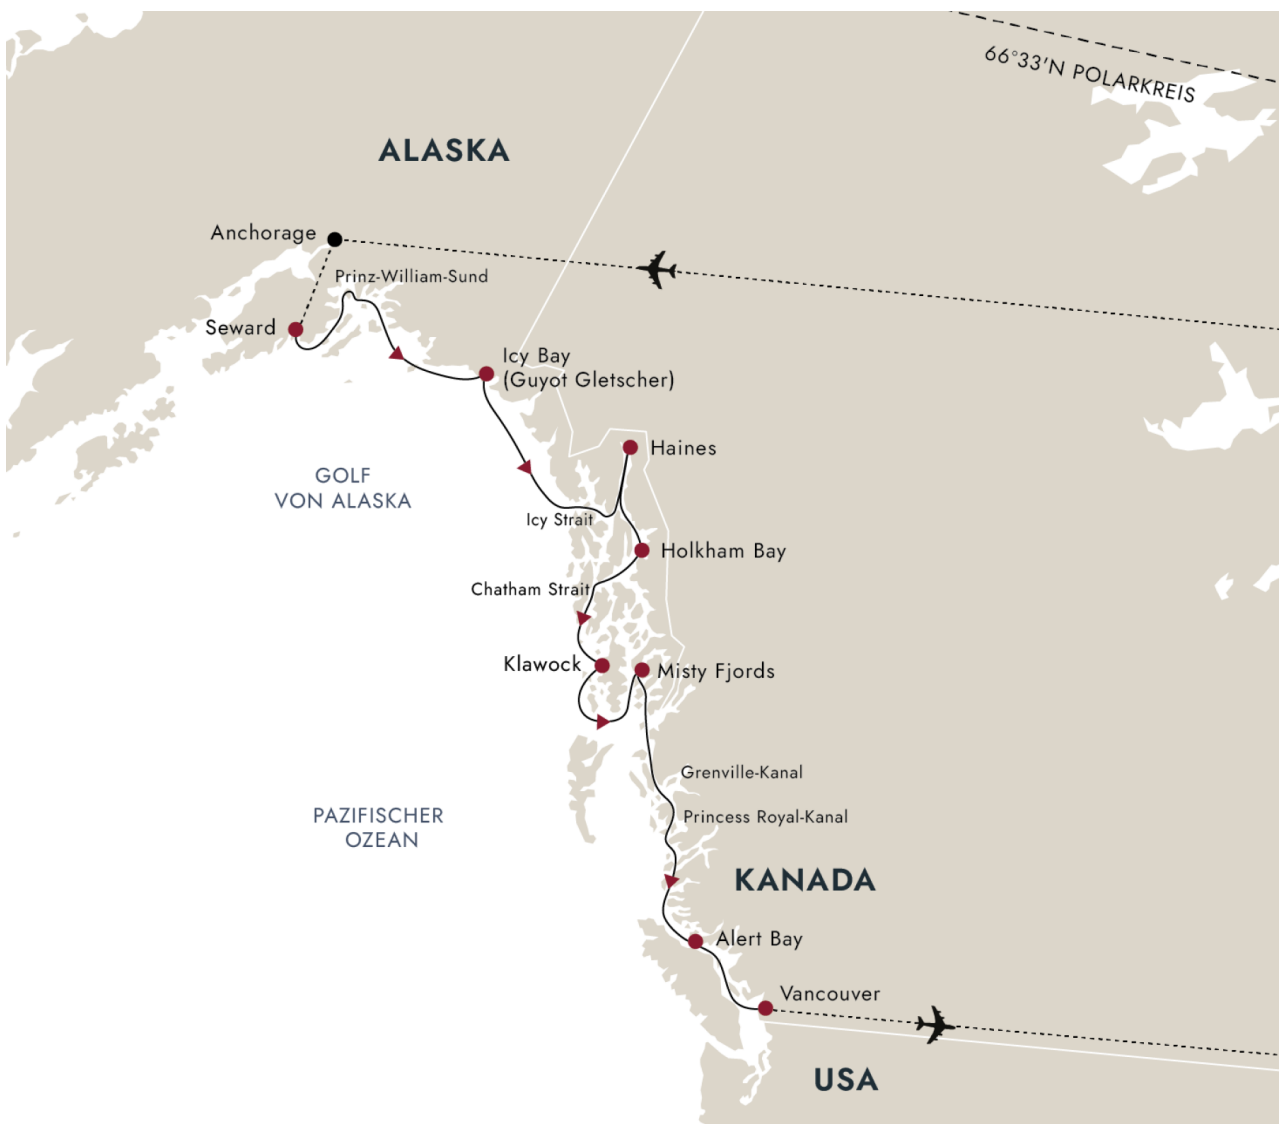 66°33'N POLARKREIS
ALASKA
Anchorage
Prinz-William-Sund
Seward
Icy Bay
(Guyot Gletscher)
Haines
GOLF
VON ALASKA
Icy Strait
Holkham Bay
Chatham Strait
Klawock
Misty Fjords
Grenville-Kanal
PAZIFISCHER
OZEAN
Princess Royal-Kanal
KANADA
Alert Bay
Vancouver
USA